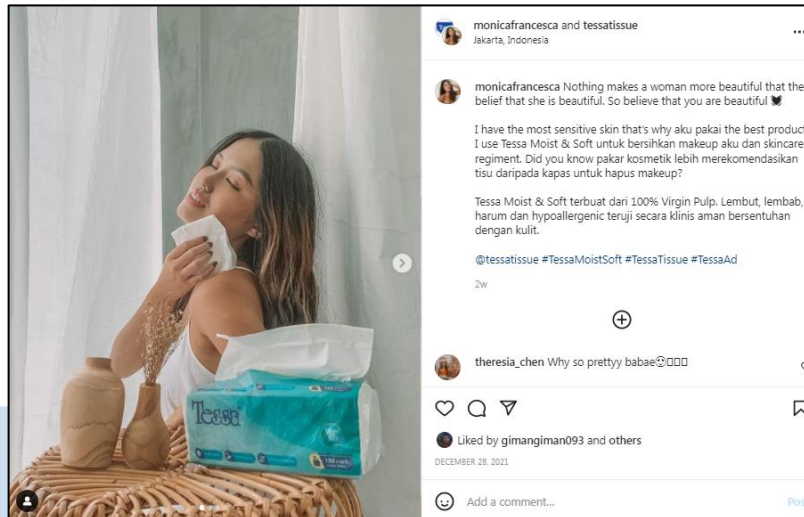 monicafrancesca and tessatissue
Jakarta, Indonesia
monicafrancesca Nothing makes a woman more beautiful that the
belief that she is beautiful. So believe that you are beautiful
I have the most sensitive skin that's why aku pakai the best product
I use Tessa Moist & Soft untuk bersihkan makeup aku dan skincare
regiment. Did you know pakar kosmetik lebih merekomendasikan
tisu daripada kapas untuk hapus makeup?
Tessa Moist & Soft terbuat dari 100% Virgin Pulp. Lembut, lembab,
harum dan hypoallergenic teruji secara klinis aman bersentuhan
dengan kulit.
@tessatissue #TessaMoistSoft #TessaTissue #TessaAd
2w
theresia_chen Why so prettyy babae
Liked by gimangiman093 and others
DECEMBER 28, 2021
Add a comment...
Pos
Tessa